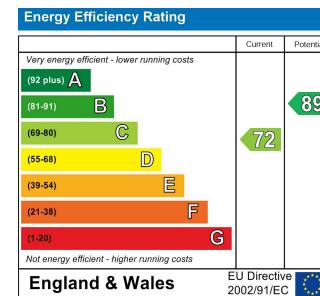 Energy Efficiency Rating
Current Potentia
Very energy efficient - lower running costs
(92 plus) A
(81-91) B
89
(69-80) C
72
(55-68) D
(39-54) E
(21-38) F
(1-20) G
Not energy efficient - higher running costs
England & Wales
EU Directive
2002/91/EC